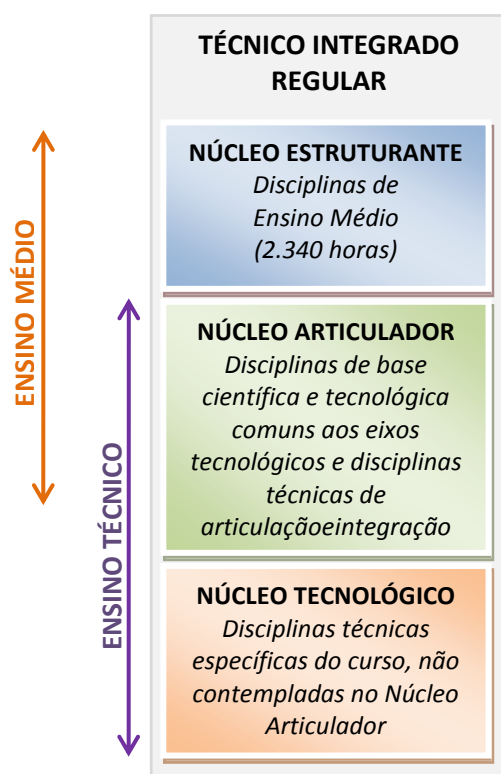 TÉCNICO INTEGRADO
REGULAR
NÚCLEO ESTRUTURANTE
Disciplinas de
Ensino Médio
(2.340 horas)
NÚCLEO ARTICULADOR
Disciplinas de base
científica e tecnológica
comuns aos eixos
tecnológicos e disciplinas
técnicas de
articulaçãoeintegração
NÚCLEO TECNOLÓGICO
Disciplinas técnicas
específicas do curso, não
contempladas no Núcleo
Articulador
ENSINO MÉDIO
ENSINO TÉCNICO